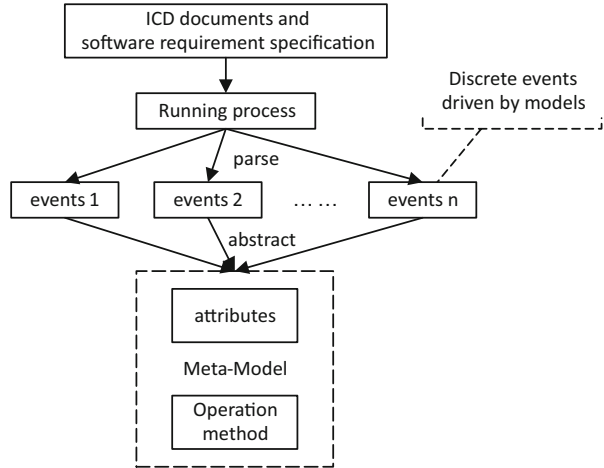 ICD documents and
software requirement specification
Discrete events
driven by models
Running process
parse
events 1
events 2
... ...
events n
abstract
attributes
Meta-Model
Operation
method